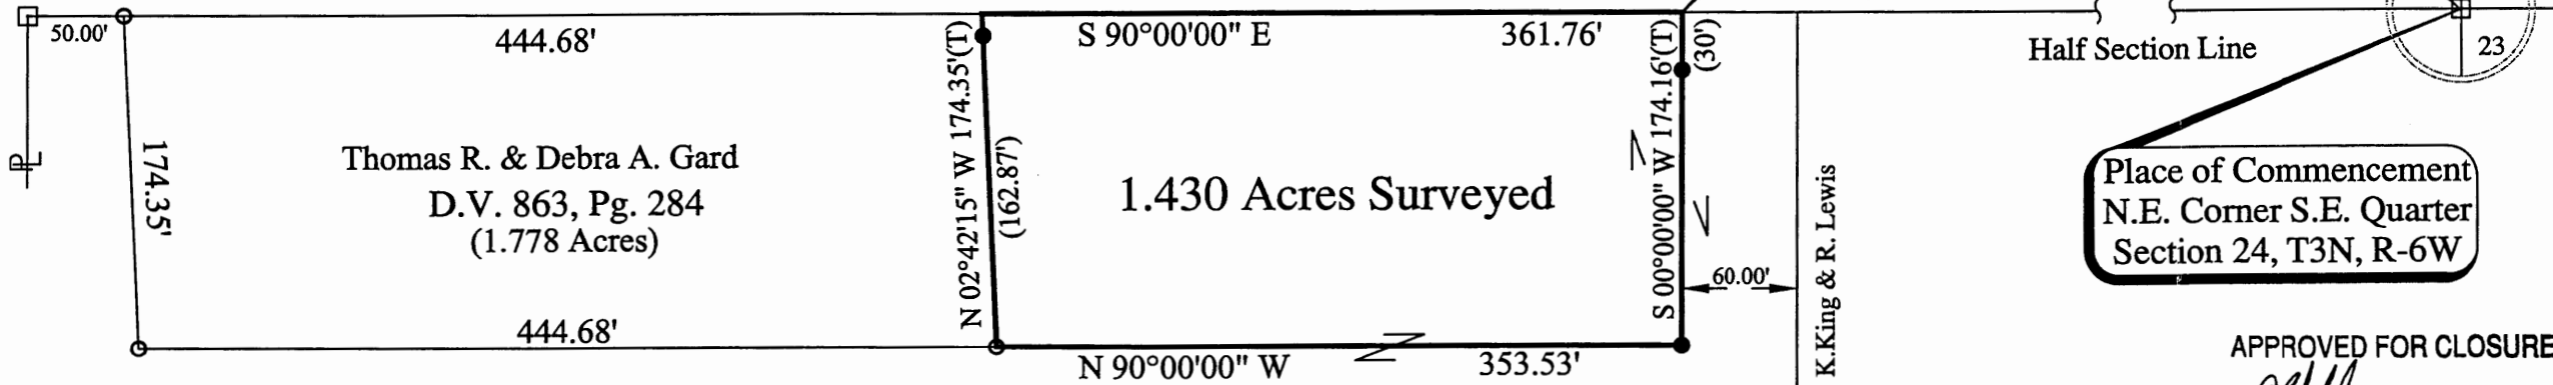 50.00'
444.68'
174.35'
Thomas R. & Debra A. Gard
D.V. 863, Pg. 284
(1.778 Acres)
444.68'
N 02°42'15" W 174.35'(T)
(162.87')
S 90°00'00" E 361.76'
1.430 Acres Surveyed
N 90°00'00" W 353.53'
S 00°00'00" W 174.16'(T)
(30')
60.00'
K.King & R. Lewis
Half Section Line
23
Place of Commencement
N.E. Corner S.E. Quarter
Section 24, T3N, R-6W
APPROVED FOR CLOSURE